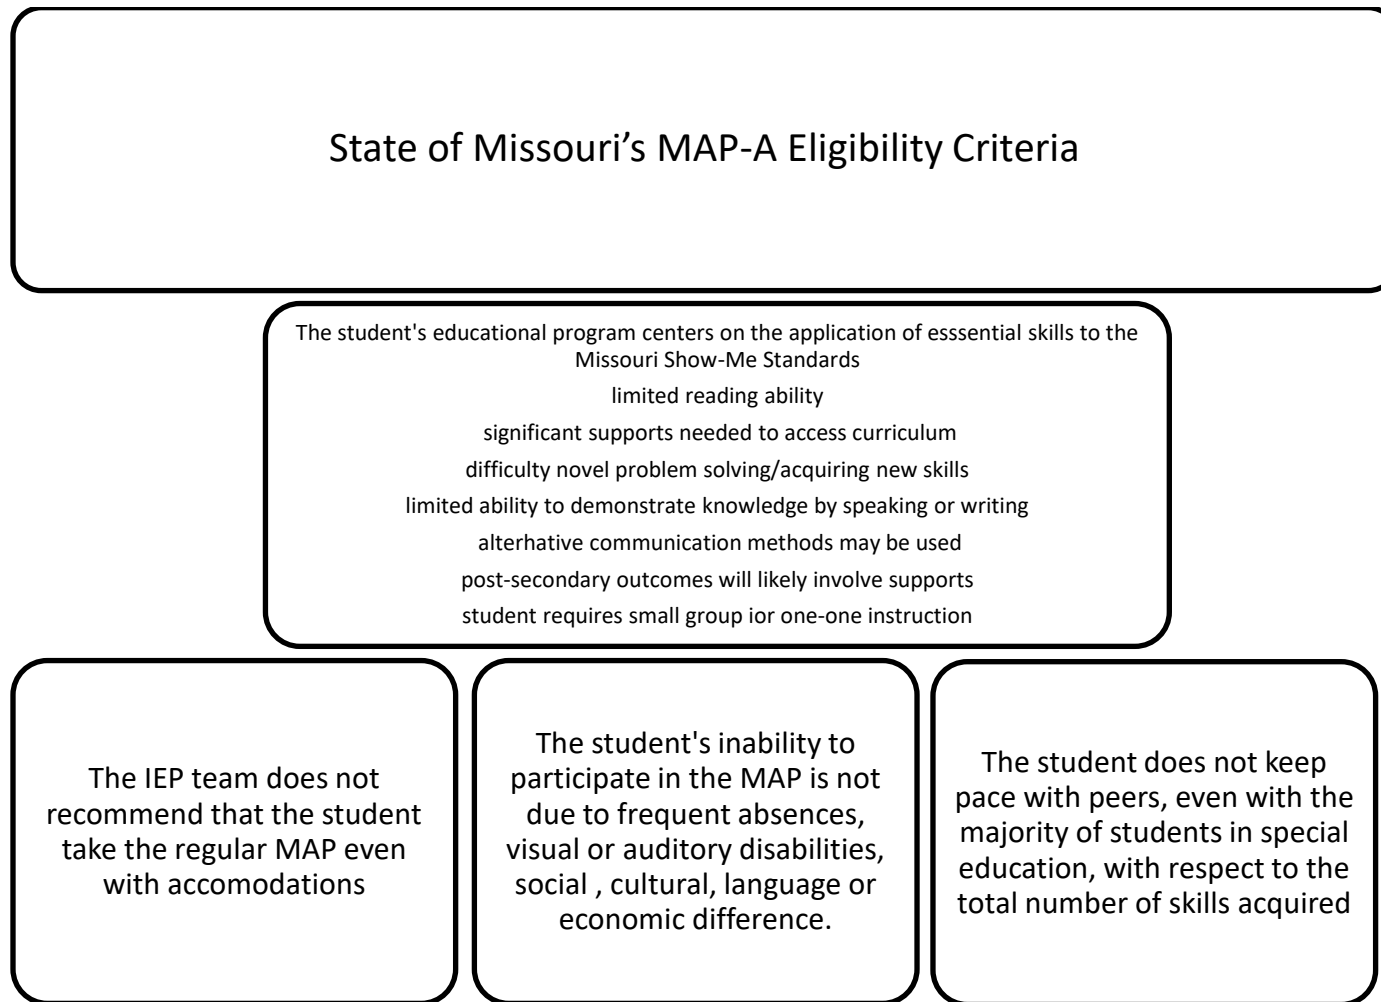 State of Missouri’s MAP-A Eligibility Criteria
The student's educational program centers on the application of esssential skills to the
Missouri Show-Me Standards
limited reading ability
significant supports needed to access curriculum
difficulty novel problem solving/acquiring new skills
limited ability to demonstrate knowledge by speaking or writing
alterhative communication methods may be used
post-secondary outcomes will likely involve supports
student requires small group ior one-one instruction
The IEP team does not
recommend that the student
take the regular MAP even
with accomodations
The student's inability to
participate in the MAP is not
due to frequent absences,
visual or auditory disabilities,
social , cultural, language or
economic difference.
The student does not keep
pace with peers, even with the
majority of students in special
education, with respect to the
total number of skills acquired